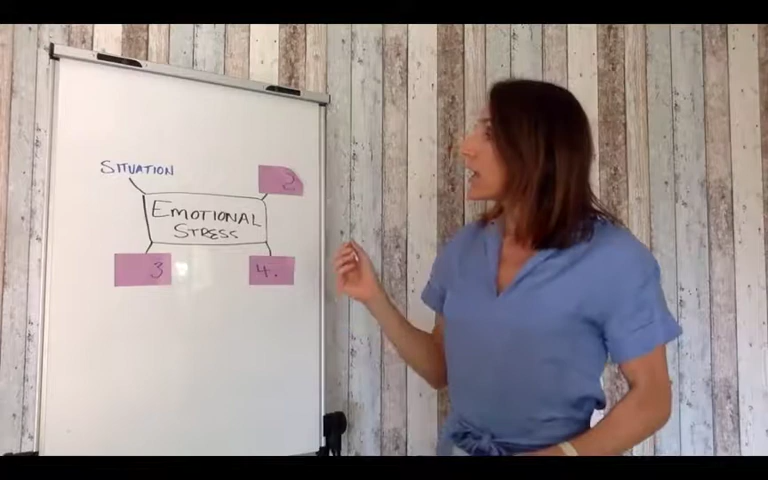 SITUATION
2
EMOTIONAL
STRESS
3
4.